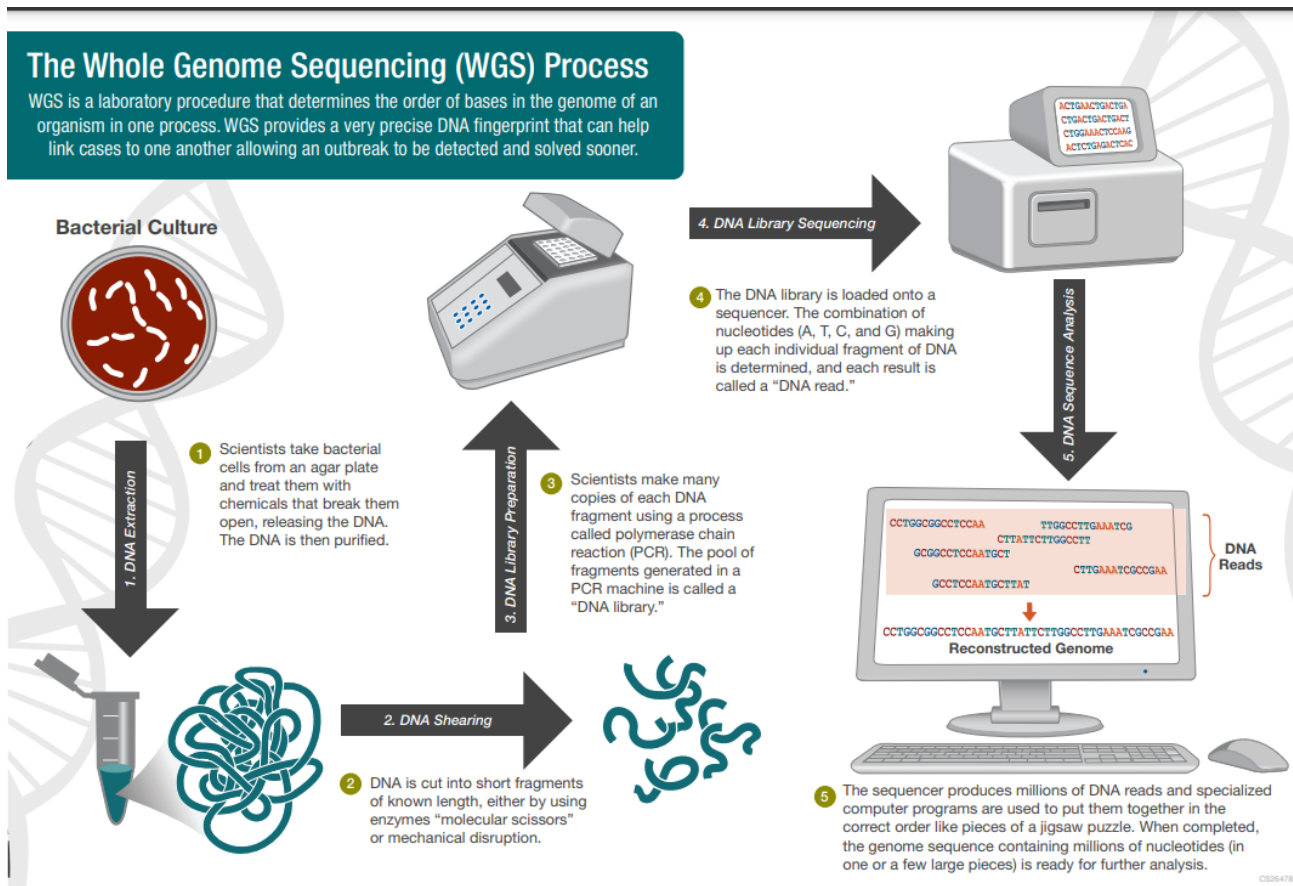 The Whole Genome Sequencing (WGS) Process
WGS is a laboratory procedure that determines the order of bases in the genome of an
organism in one process. WGS provides a very precise DNA fingerprint that can help
link cases to one another allowing an outbreak to be detected and solved sooner.
Bacterial Culture
1. DNA Extraction
1
Scientists take bacterial
cells from an agar plate
and treat them with
chemicals that break them
open, releasing the DNA.
The DNA is then purified.
2. DNA Shearing
2
DNA is cut into short fragments
of known length, either by using
enzymes “molecular scissors”
or mechanical disruption.
3. DNA Library Preparation
3
Scientists make many
copies of each DNA
fragment using a process
called polymerase chain
reaction (PCR). The pool of
fragments generated in a
PCR machine is called a
“DNA library.”
4. DNA Library Sequencing
4
The DNA library is loaded onto a
sequencer. The combination of
nucleotides (A, T, C, and G) making
up each individual fragment of DNA
is determined, and each result is
called a “DNA read.”
ACTGAACTGACTGA
CTGACTGACTGACT
CTGGAAACTCCAAG
ACTCTGAGACTCAC
5. DNA Sequence Analysis
CCTGGCGGCCTCCAA
TTGGCCTTGAAATCG
CTTATTCTTGGCCTT
GCGGCCTCCAATGCT
CTTGAAATCGCCGAA
GCCTCCAATGCTTAT
DNA
Reads
CCTGGCGGCCTCCAATGCTTATTCTTGGCCTTGAAATCGCCGAA
Reconstructed Genome
5
The sequencer produces millions of DNA reads and specialized
computer programs are used to put them together in the
correct order like pieces of a jigsaw puzzle. When completed,
the genome sequence containing millions of nucleotides (in
one or a few large pieces) is ready for further analysis.
CS26478